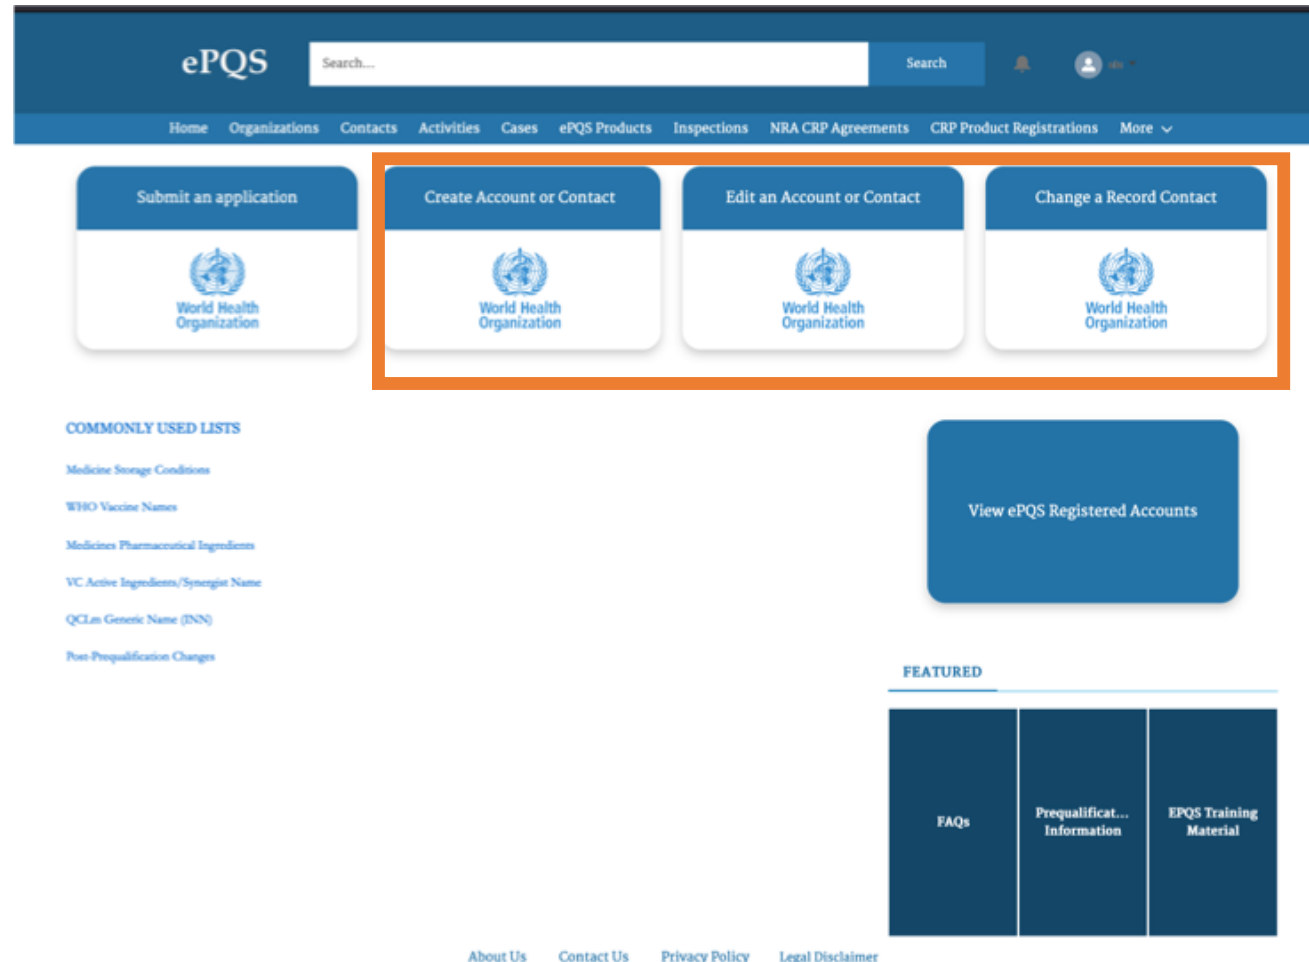 ePQS
Search...
Search
Home Organizations Contacts Activities Cases ePQS Products Inspections NRA CRP Agreements CRP Product Registrations More
Submit an application
Create Account or Contact
Edit an Account or Contact
Change a Record Contact
World Health
Organization
World Health
Organization
World Health
Organization
World Health
Organization
COMMONLY USED LISTS
Medicine Storage Conditions
WHO Vaccine Names
Medicines Pharmaceutical Ingredients
VC Active Ingredients/Synergist Name
QCLm Generic Name (INN)
Post-Prequalification Changes
View ePQS Registered Accounts
FEATURED
FAQs
Prequalificat...
Information
EPQS Training
Material
About Us Contact Us Privacy Policy Legal Disclaimer